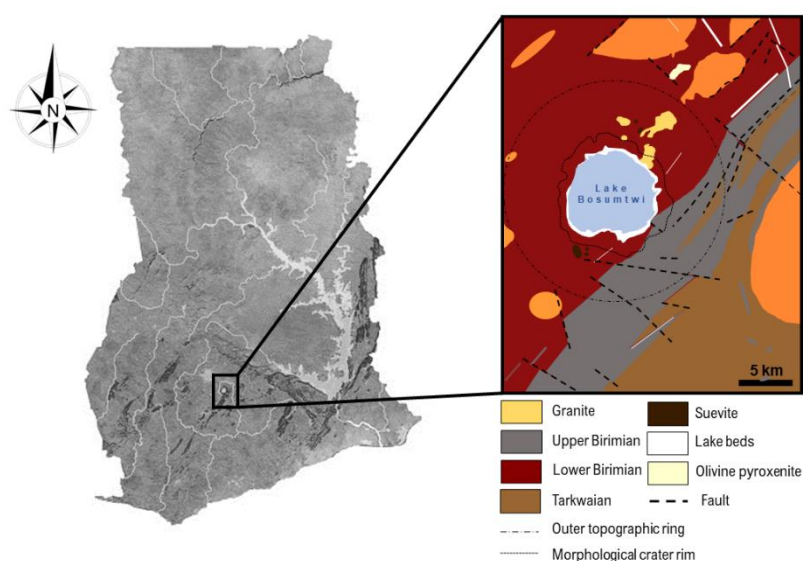 N
Lake
Bosumtwi
5 km
Granite
Suevite
Upper Birimian
Lake beds
Lower Birimian
Olivine pyroxenite
Tarkwaian
Fault
Outer topographic ring
Morphological crater rim